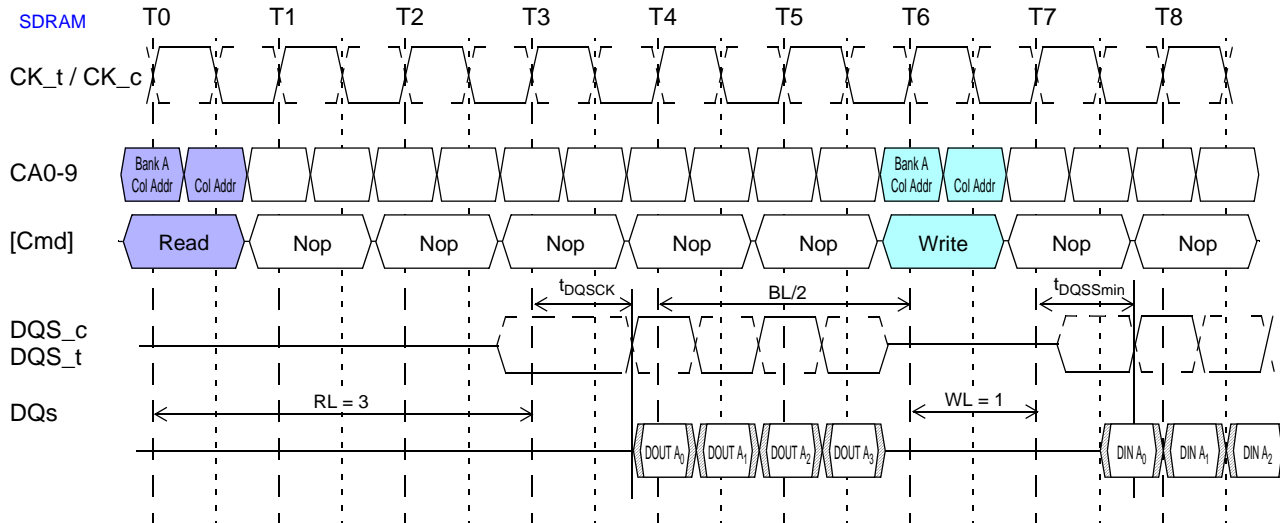 SDRAM T0 T1 T2 T3 T4 T5 T6 T7 T8
CK_t / CK_c
CA0-9
Bank A
Col Addr
Col Addr
Bank A
Col Addr
Col Addr
[Cmd] Read Nop Nop Nop Nop Nop Write Nop Nop
tDQSCK BL/2 tDQSSmin
DQS_c
DQS_t
DQs RL = 3 WL = 1
DOUT A0 DOUT A1 DOUT A2 DOUT A3 DIN A0 DIN A1 DIN A2